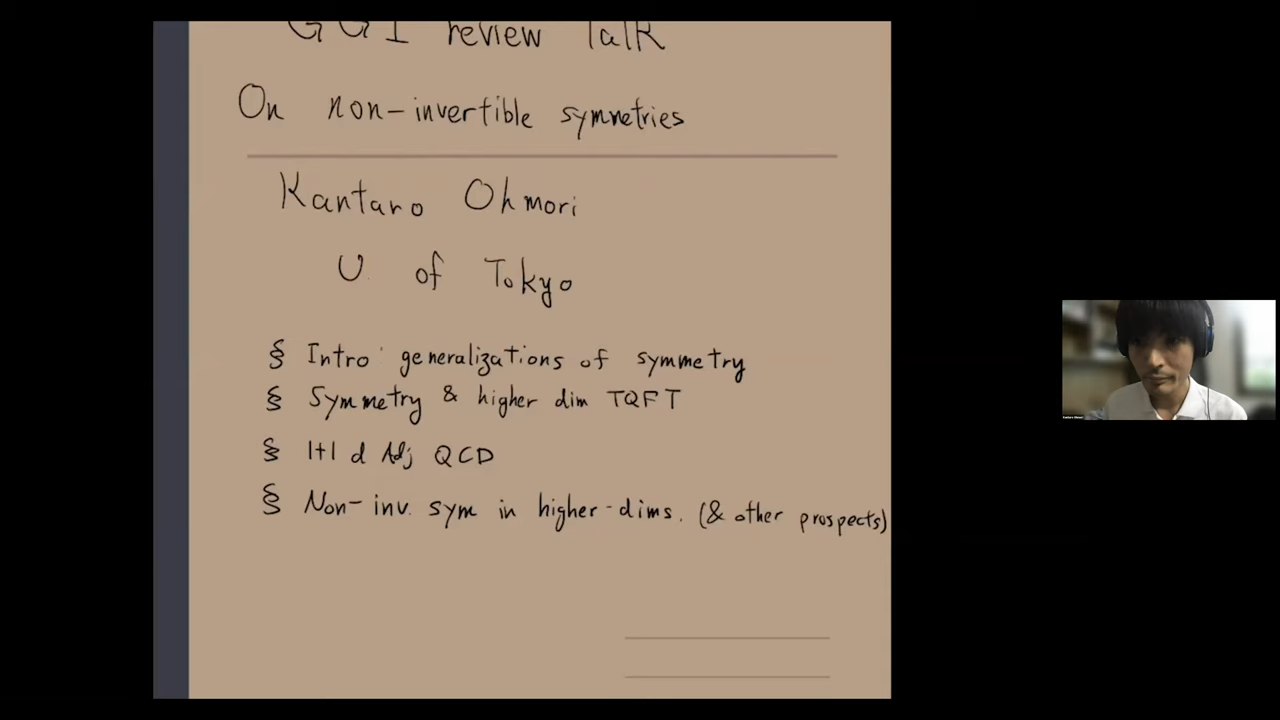 GGI review Talk
On non-invertible symmetries
Kantaro Ohmori
U. of Tokyo
§ Intro generalizations of symmetry
§ Symmetry & higher dim TQFT
§ 1+1 d Adj QCD
§ Non-inv. sym in higher-dims. (& other prospects)